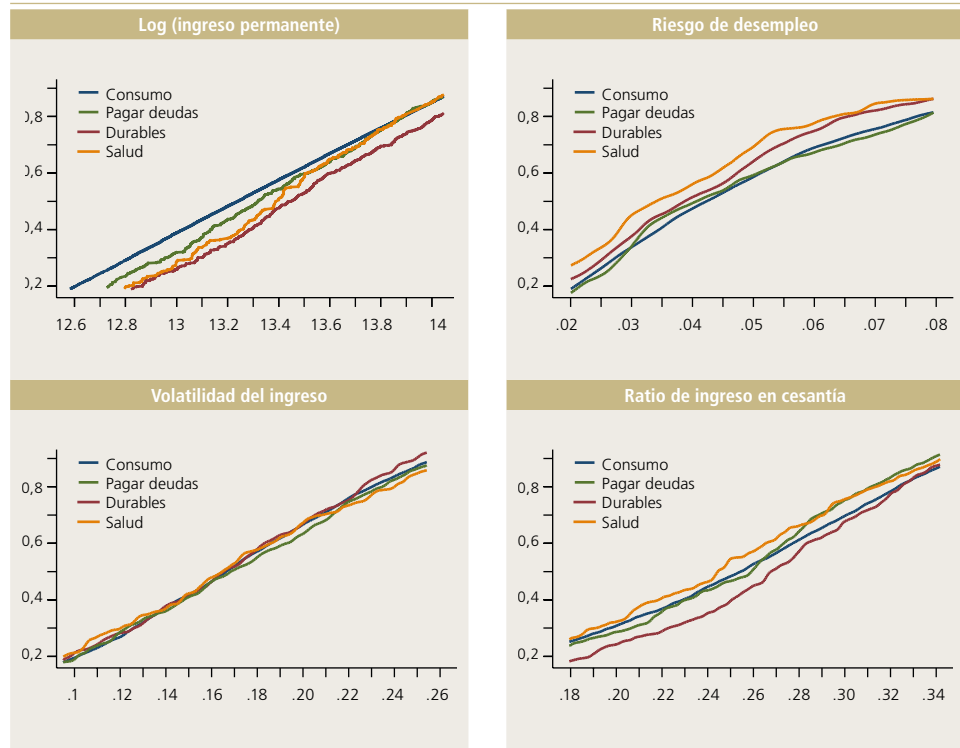 Log (ingreso permanente)
Consumo
Pagar deudas
Durables
Salud
0,8
0,6
0,4
0,2
12.6 12.8 13 13.2 13.4 13.6 13.8 14
Riesgo de desempleo
Consumo
Pagar deudas
Durables
Salud
0,8
0,6
0,4
0,2
.02 .03 .04 .05 .06 .07 .08
Volatilidad del ingreso
Consumo
Pagar deudas
Durables
Salud
0,8
0,6
0,4
0,2
.1 .12 .14 .16 .18 .20 .22 .24 .26
Ratio de ingreso en cesantía
Consumo
Pagar deudas
Durables
Salud
0,8
0,6
0,4
0,2
.18 .20 .22 .24 .26 .28 .30 .32 .34